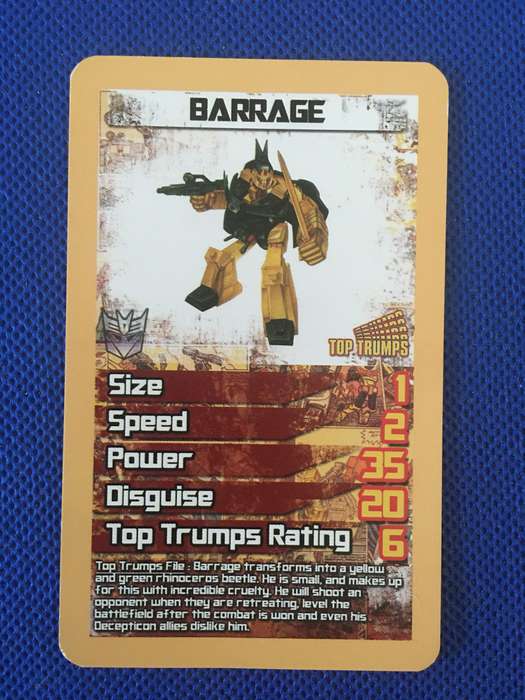 BARRAGE
TOP TRUMPS
Size 1
Speed 2
Power 35
Disguise 20
Top Trumps Rating 6
Top Trumps File : Barrage transforms into a yellow
and green rhinoceros beetle. He is small, and makes up
for this with incredible cruelty. He will shoot an
opponent when they are retreating, level the
battlefield after the combat is won and even his
Decepticon allies dislike him.